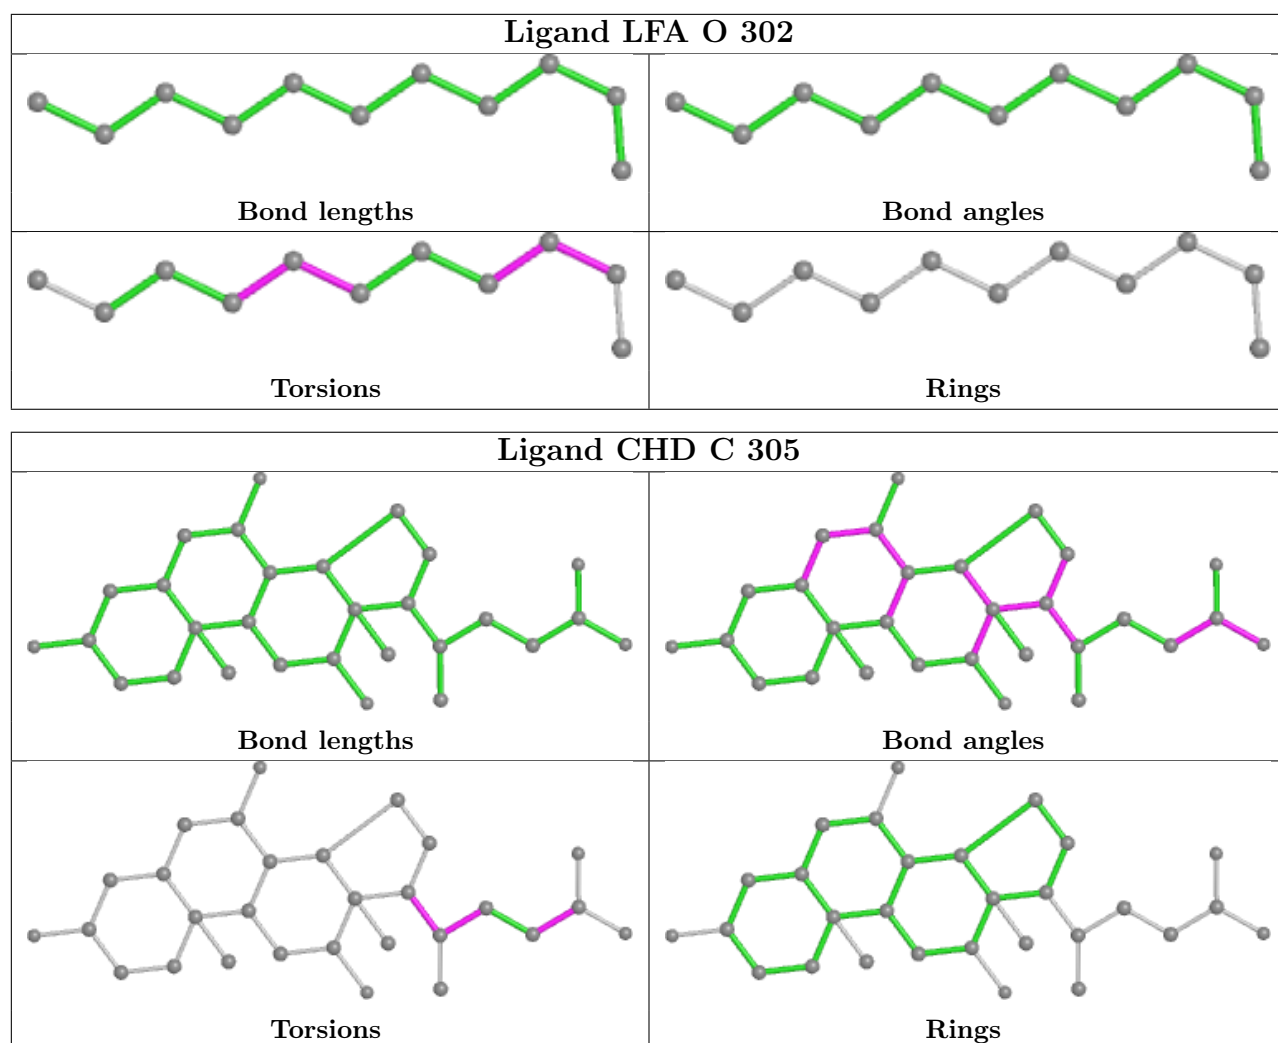 Ligand LFA O 302
Bond lengths
Bond angles
Torsions
Rings
Ligand CHD C 305
Bond lengths
Bond angles
Torsions
Rings